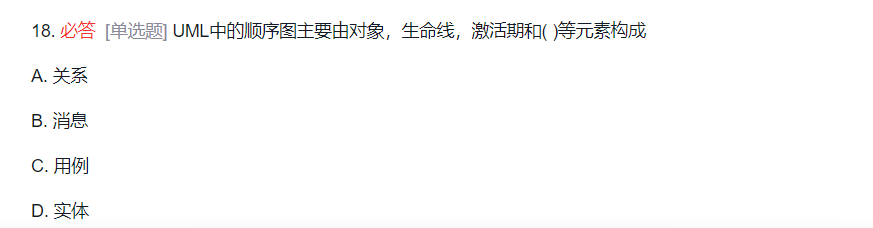 18. 必答 [单选题] UML中的顺序图主要由对象，生命线，激活期和( )等元素构成
A. 关系
B. 消息
C. 用例
D. 实体